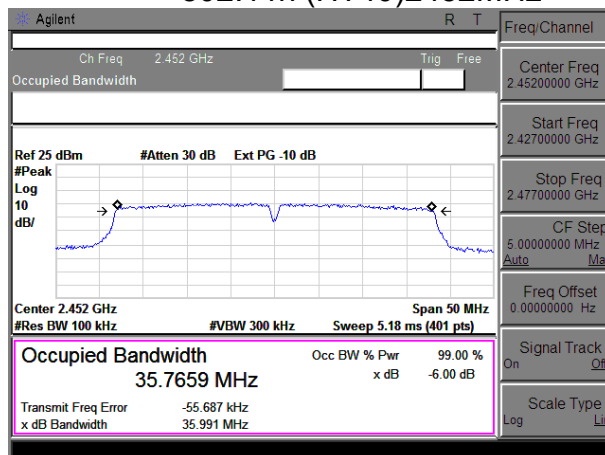 Agilent R T
Freq/Channel
Ch Freq 2.452 GHz Trig Free
Occupied Bandwidth
Center Freq
2.45200000 GHz
Start Freq
2.42700000 GHz
Stop Freq
2.47700000 GHz
CF Step
5.00000000 MHz
Auto Ma
Freq Offset
0.00000000 Hz
Signal Track
On Of
Scale Type
Log Li
Ref 25 dBm #Atten 30 dB Ext PG -10 dB
#Peak
Log
10
dB/
Center 2.452 GHz Span 50 MHz
#Res BW 100 kHz #VBW 300 kHz Sweep 5.18 ms (401 pts)
Occupied Bandwidth Occ BW % Pwr 99.00 %
35.7659 MHz x dB -6.00 dB
Transmit Freq Error -55.687 kHz
x dB Bandwidth 35.991 MHz